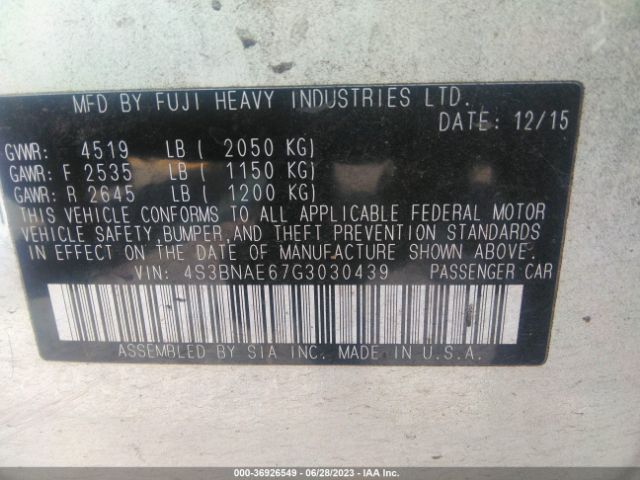 MFD BY FUJI HEAVY INDUSTRIES LTD.
DATE: 12/15
GVWR: 4519 LB ( 2050 KG)
GAWR: F 2535 LB ( 1150 KG)
GAWR: R 2645 LB ( 1200 KG)
THIS VEHICLE CONFORMS TO ALL APPLICABLE FEDERAL MOTOR
VEHICLE SAFETY,BUMPER,AND THEFT PREVENTION STANDARDS
IN EFFECT ON THE DATE OF MANUFACTURE SHOWN ABOVE.
VIN: 4S3BNAE67G3030439 PASSENGER CAR
ASSEMBLED BY SIA INC. MADE IN U.S.A.
000-36926549 | 06/28/2023 | IAA Inc.